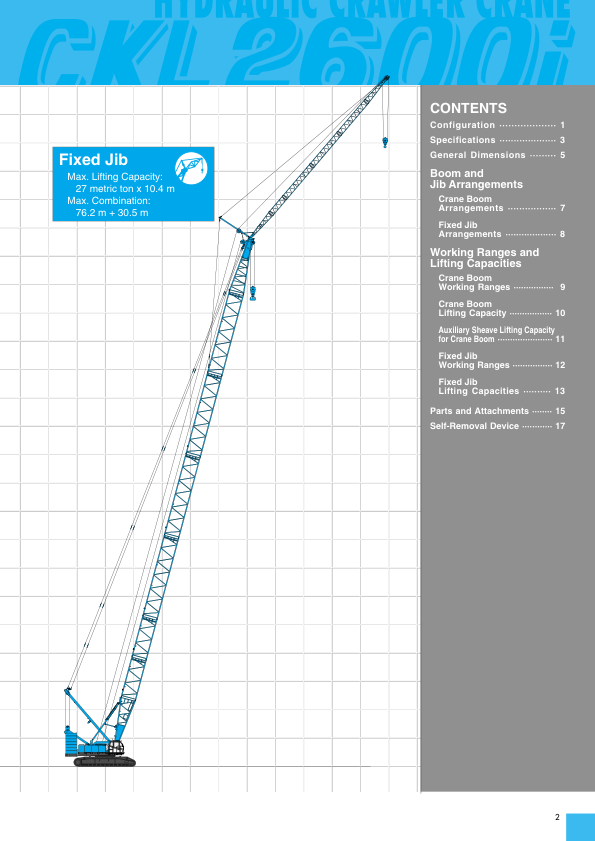 HYDRAULIC CRAWLER CRANE
CKL2600i
Fixed Jib
Max. Lifting Capacity:
27 metric ton x 10.4 m
Max. Combination:
76.2 m + 30.5 m
CONTENTS
Configuration ··················· 1
Specifications ··················· 3
General Dimensions ········· 5
Boom and
Jib Arrangements
Crane Boom
Arrangements ················ 7
Fixed Jib
Arrangements ················· 8
Working Ranges and
Lifting Capacities
Crane Boom
Working Ranges ··············· 9
Crane Boom
Lifting Capacity ················ 10
Auxiliary Sheave Lifting Capacity
for Crane Boom ····················· 11
Fixed Jib
Working Ranges ··············· 12
Fixed Jib
Lifting Capacities ·········· 13
Parts and Attachments ········ 15
Self-Removal Device ············ 17
2